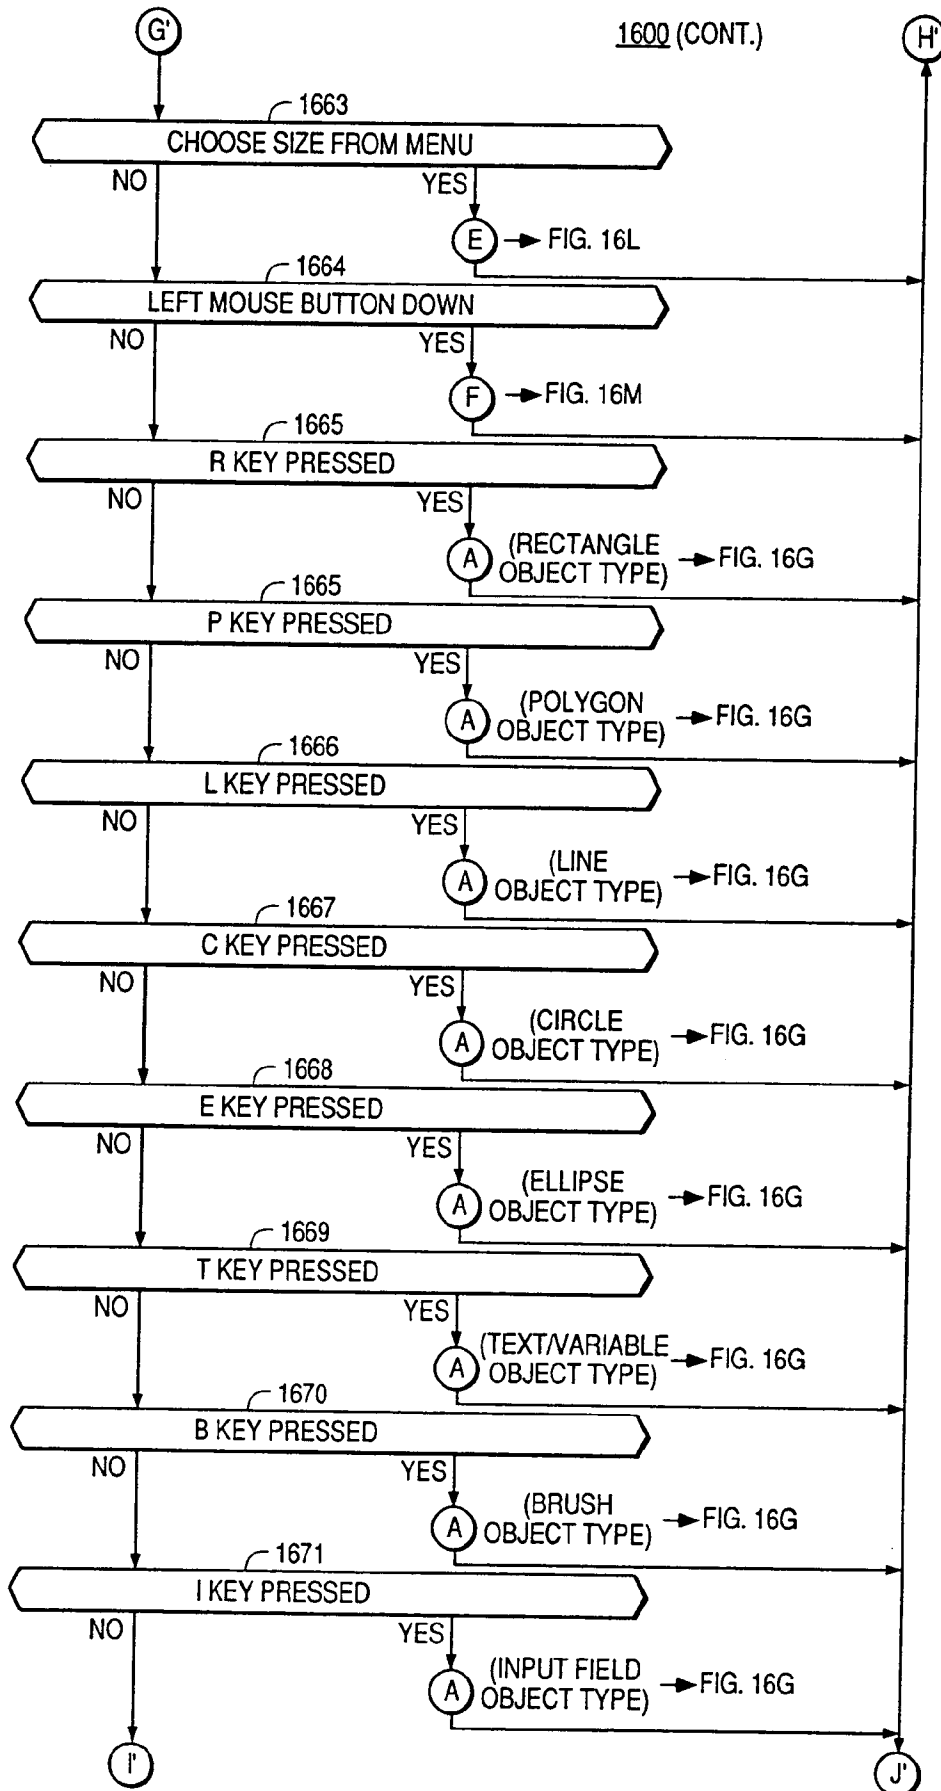 G'
1600 (CONT.)
H'
1663
CHOOSE SIZE FROM MENU
NO
YES
E
FIG. 16L
1664
LEFT MOUSE BUTTON DOWN
NO
YES
F
FIG. 16M
1665
R KEY PRESSED
NO
YES
A
(RECTANGLE
OBJECT TYPE)
FIG. 16G
1665
P KEY PRESSED
NO
YES
A
(POLYGON
OBJECT TYPE)
FIG. 16G
1666
L KEY PRESSED
NO
YES
A
(LINE
OBJECT TYPE)
FIG. 16G
1667
C KEY PRESSED
NO
YES
A
(CIRCLE
OBJECT TYPE)
FIG. 16G
1668
E KEY PRESSED
NO
YES
A
(ELLIPSE
OBJECT TYPE)
FIG. 16G
1669
T KEY PRESSED
NO
YES
A
(TEXT/VARIABLE
OBJECT TYPE)
FIG. 16G
1670
B KEY PRESSED
NO
YES
A
(BRUSH
OBJECT TYPE)
FIG. 16G
1671
I KEY PRESSED
NO
YES
A
(INPUT FIELD
OBJECT TYPE)
FIG. 16G
I'
J'